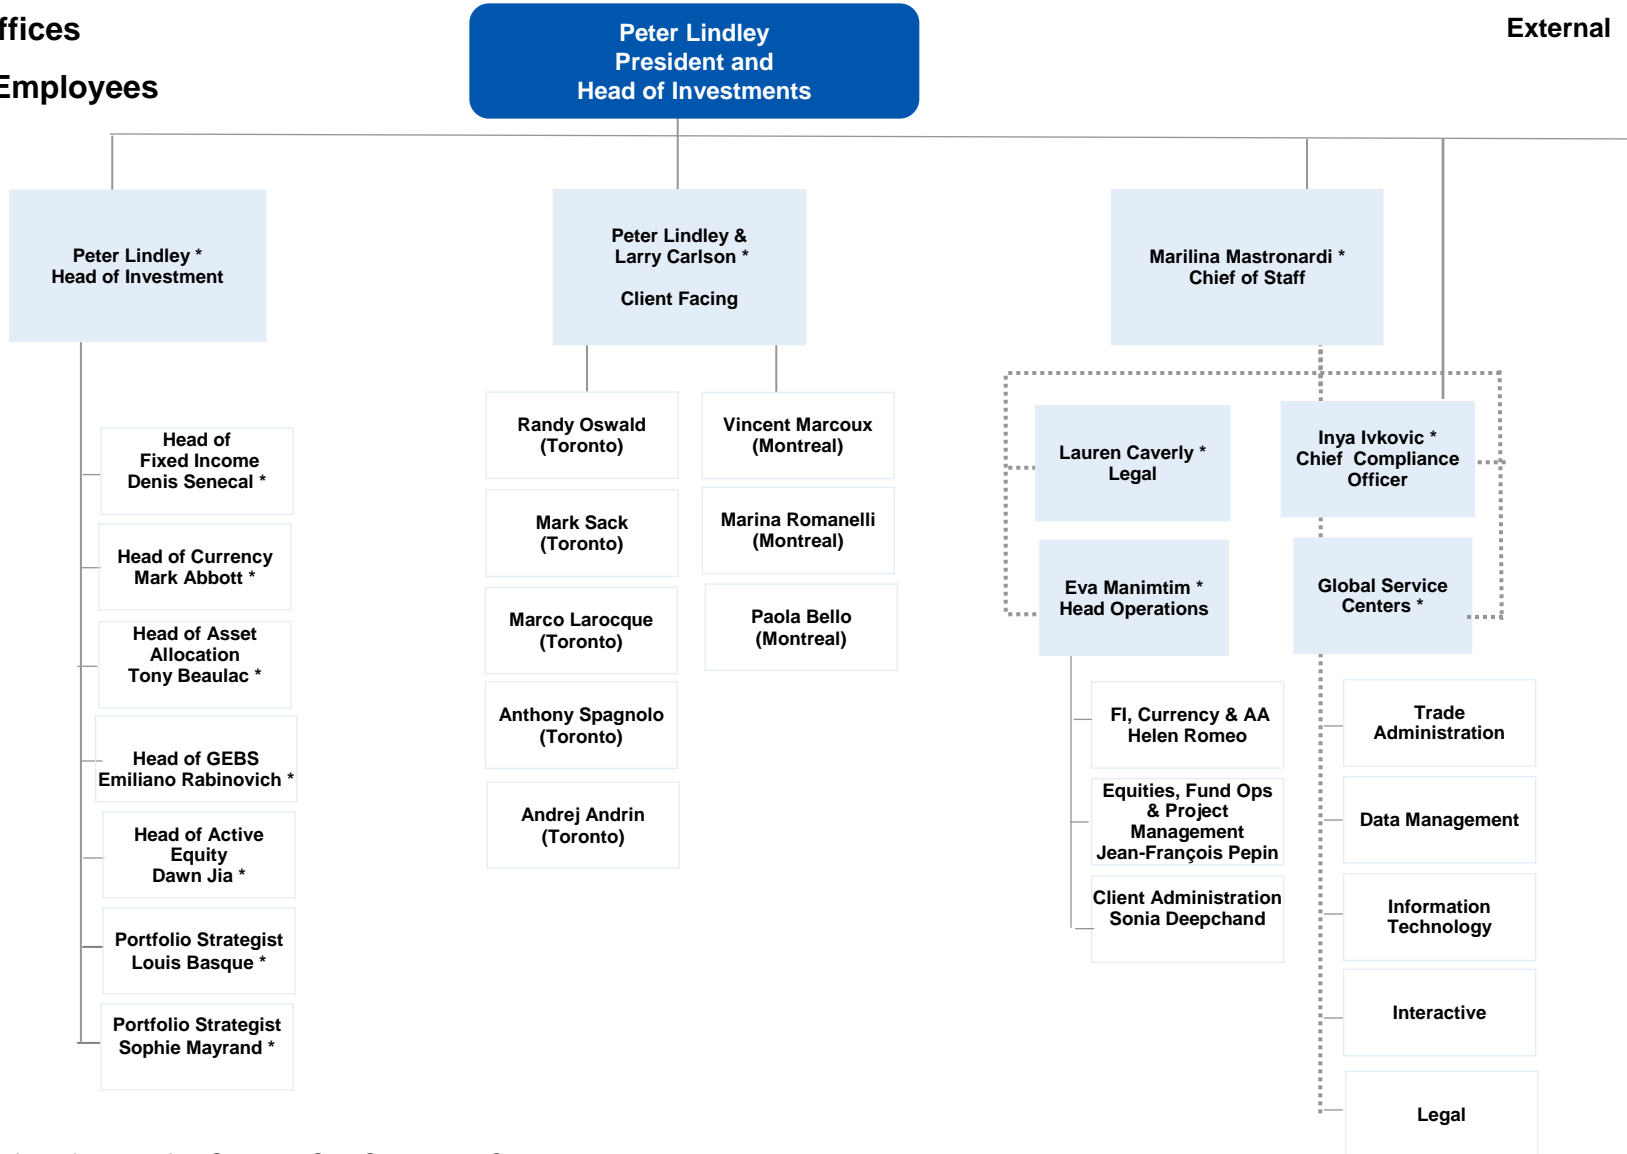 ffices
Employees
Peter Lindley
President and
Head of Investments
External
Peter Lindley *
Head of Investment
Head of
Fixed Income
Denis Senecal *
Head of Currency
Mark Abbott *
Head of Asset
Allocation
Tony Beaulac *
Head of GEBS
Emiliano Rabinovich *
Head of Active
Equity
Dawn Jia *
Portfolio Strategist
Louis Basque *
Portfolio Strategist
Sophie Mayrand *
Peter Lindley &
Larry Carlson *
Client Facing
Randy Oswald
(Toronto)
Mark Sack
(Toronto)
Marco Larocque
(Toronto)
Anthony Spagnolo
(Toronto)
Andrej Andrin
(Toronto)
Vincent Marcoux
(Montreal)
Marina Romanelli
(Montreal)
Paola Bello
(Montreal)
Marilina Mastronardi *
Chief of Staff
Lauren Caverly *
Legal
Inya Ivkovic *
Chief Compliance
Officer
Eva Manimtim *
Head Operations
Global Service
Centers *
FI, Currency & AA
Helen Romeo
Equities, Fund Ops
& Project
Management
Jean-François Pepin
Client Administration
Sonia Deepchand
Trade
Administration
Data Management
Information
Technology
Interactive
Legal